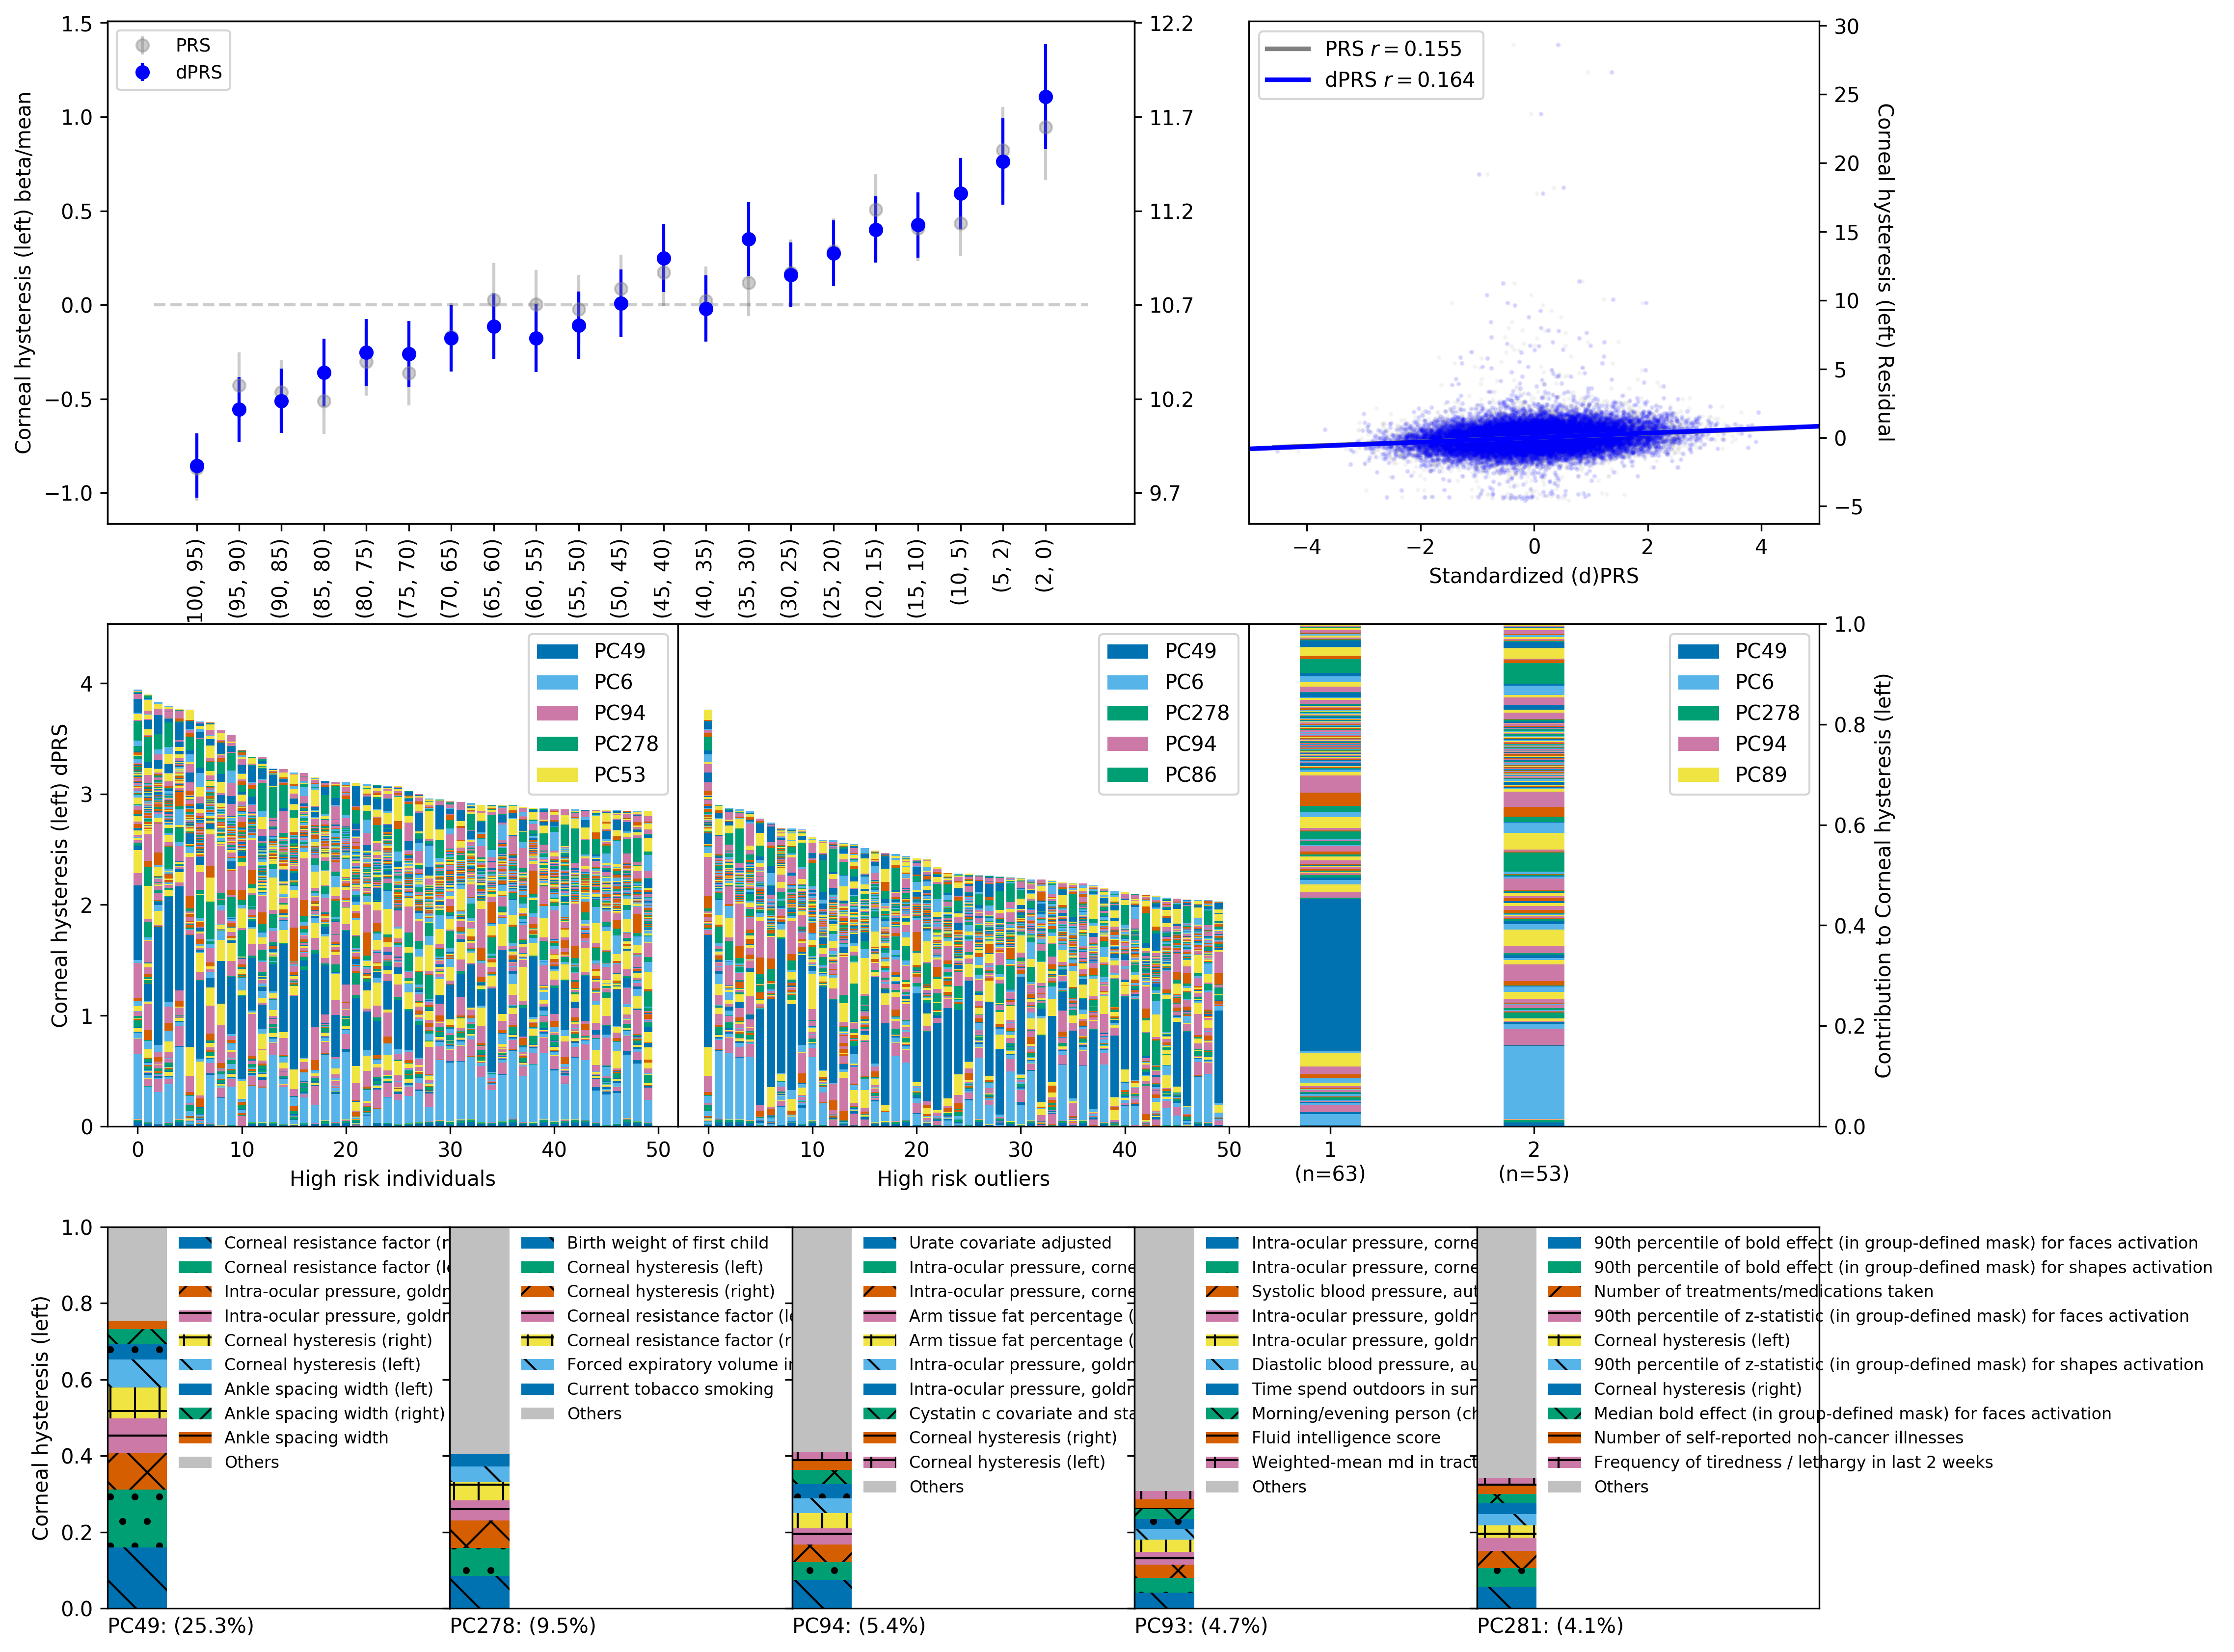 1.5
1.0
0.5
0.0
−0.5
−1.0
Corneal hysteresis (left) beta/mean
PRS
dPRS
12.2
11.7
11.2
10.7
10.2
9.7
100, 95)
(95, 90)
(90, 85)
(85, 80)
(80, 75)
(75, 70)
(70, 65)
(65, 60)
(60, 55)
(55, 50)
(50, 45)
(45, 40)
(40, 35)
(35, 30)
(30, 25)
(25, 20)
(20, 15)
(15, 10)
(10, 5)
(5, 2)
(2, 0)
PRS r = 0.155
dPRS r = 0.164
30
25
20
15
10
5
0
−5
Corneal hysteresis (left) Residual
−4 −2 0 2 4
Standardized (d)PRS
Corneal hysteresis (left) dPRS
4
3
2
1
0
PC49
PC6
PC94
PC278
PC53
0 10 20 30 40 50
High risk individuals
PC49
PC6
PC278
PC94
PC86
0 10 20 30 40 50
High risk outliers
PC49
PC6
PC278
PC94
PC89
1
(n=63)
2
(n=53)
1.0
0.8
0.6
0.4
0.2
0.0
Contribution to Corneal hysteresis (left)
Corneal hysteresis (left)
1.0
0.8
0.6
0.4
0.2
0.0
Corneal resistance factor (r
Corneal resistance factor (le
Intra-ocular pressure, goldn
Intra-ocular pressure, goldn
Corneal hysteresis (right)
Corneal hysteresis (left)
Ankle spacing width (left)
Ankle spacing width (right)
Ankle spacing width
Others
PC49: (25.3%)
Birth weight of first child
Corneal hysteresis (left)
Corneal hysteresis (right)
Corneal resistance factor (le
Corneal resistance factor (r
Forced expiratory volume in
Current tobacco smoking
Others
PC278: (9.5%)
Urate covariate adjusted
Intra-ocular pressure, corne
Intra-ocular pressure, corne
Arm tissue fat percentage (
Arm tissue fat percentage (
Intra-ocular pressure, goldn
Intra-ocular pressure, goldn
Cystatin c covariate and sta
Corneal hysteresis (right)
Corneal hysteresis (left)
Others
PC94: (5.4%)
Intra-ocular pressure, corne
Intra-ocular pressure, corne
Systolic blood pressure, aut
Intra-ocular pressure, goldn
Intra-ocular pressure, goldn
Diastolic blood pressure, au
Time spend outdoors in sum
Morning/evening person (ch
Fluid intelligence score
Weighted-mean md in tract
Others
PC93: (4.7%)
90th percentile of bold effect (in group-defined mask) for faces activation
90th percentile of bold effect (in group-defined mask) for shapes activation
Number of treatments/medications taken
90th percentile of z-statistic (in group-defined mask) for faces activation
Corneal hysteresis (left)
90th percentile of z-statistic (in group-defined mask) for shapes activation
Corneal hysteresis (right)
Median bold effect (in group-defined mask) for faces activation
Number of self-reported non-cancer illnesses
Frequency of tiredness / lethargy in last 2 weeks
Others
PC281: (4.1%)